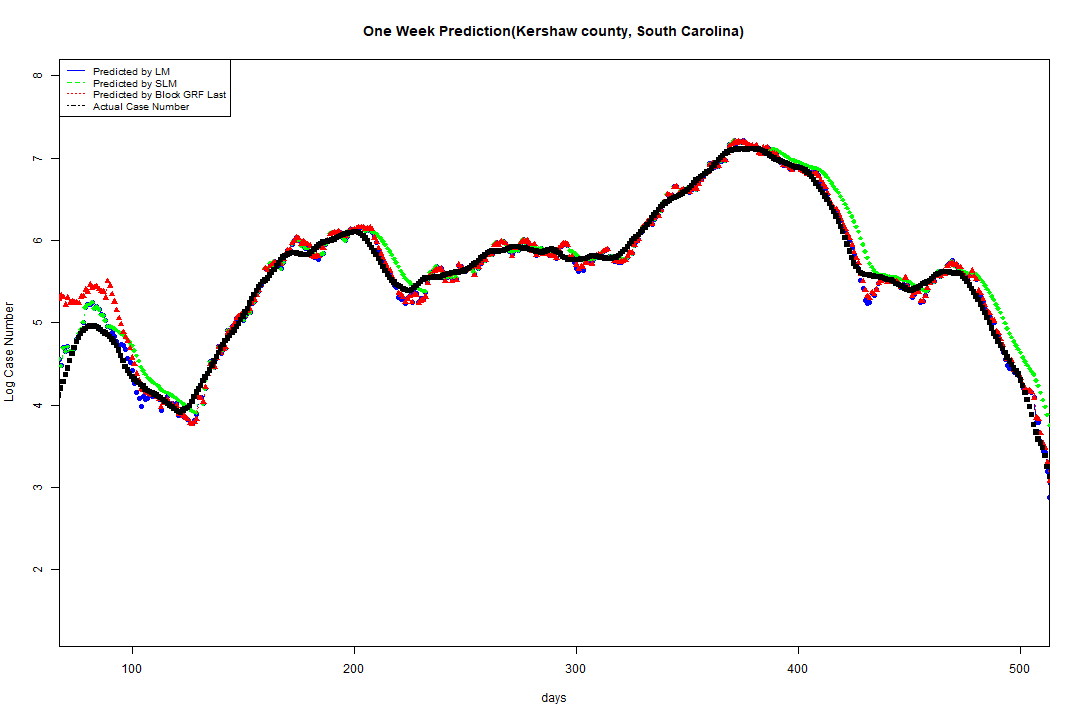 One Week Prediction(Kershaw county, South Carolina)
Predicted by LM
Predicted by SLM
Predicted by Block GRF Last
Actual Case Number
8
7
6
5
4
3
2
Log Case Number
100 200 300 400 500
days